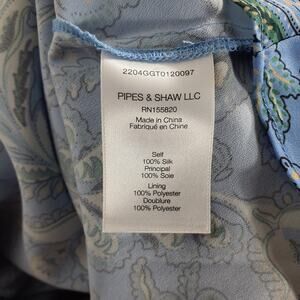 2204GGT0120097
PIPES & SHAW LLC
RN155820
Made in China
Fabriqué en Chine
Self
100% Silk
Principal
100% Soie
Lining
100% Polyester
Doublure
100% Polyester